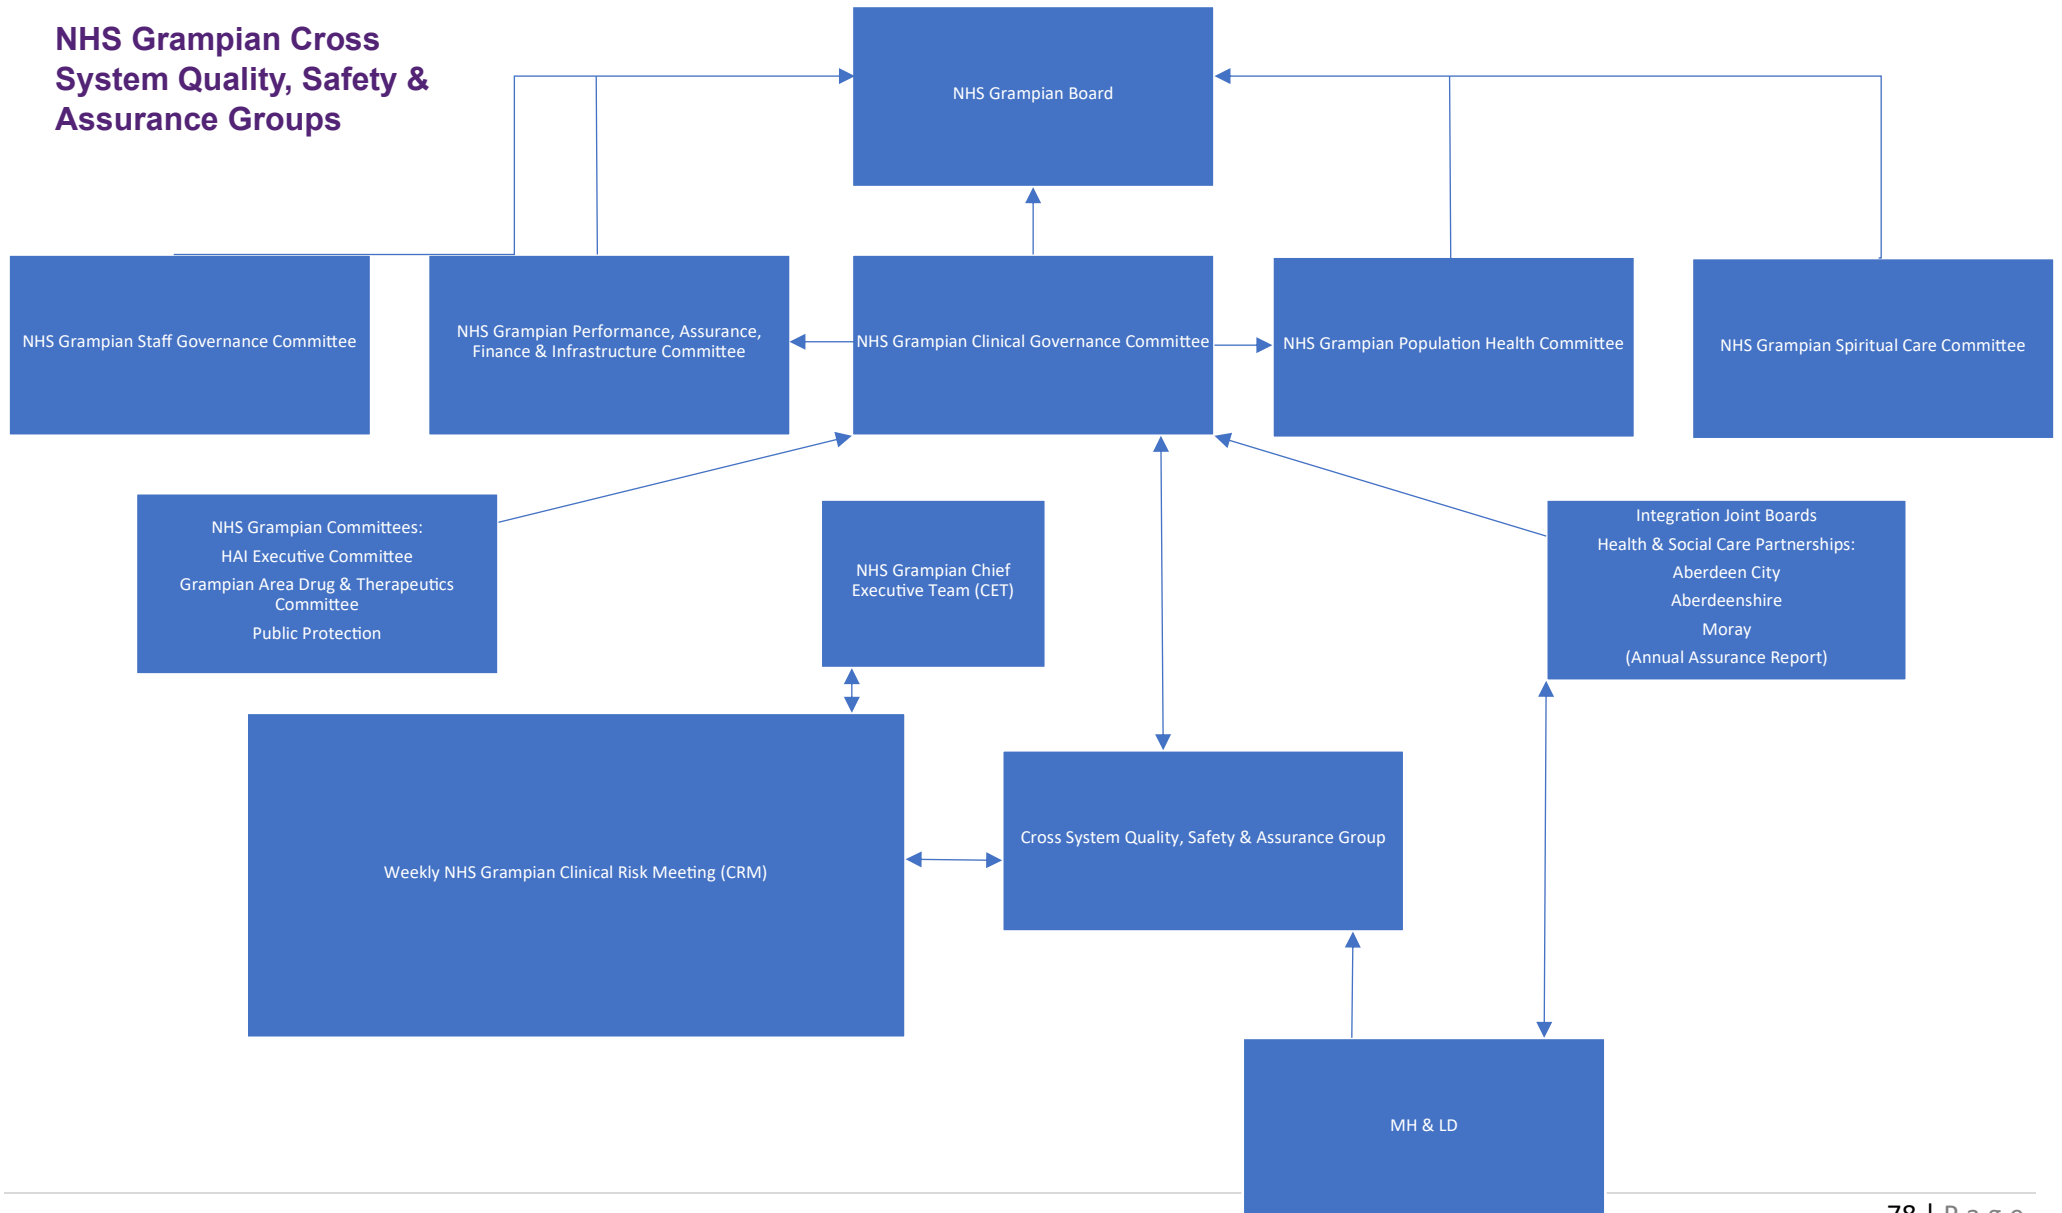 NHS Grampian Cross
System Quality, Safety &
Assurance Groups
NHS Grampian Board
NHS Grampian Staff Governance Committee
NHS Grampian Performance, Assurance,
Finance & Infrastructure Committee
NHS Grampian Clinical Governance Committee
NHS Grampian Population Health Committee
NHS Grampian Spiritual Care Committee
NHS Grampian Committees:
HAI Executive Committee
Grampian Area Drug & Therapeutics
Committee
Public Protection
NHS Grampian Chief
Executive Team (CET)
Integration Joint Boards
Health & Social Care Partnerships:
Aberdeen City
Aberdeenshire
Moray
(Annual Assurance Report)
Weekly NHS Grampian Clinical Risk Meeting (CRM)
Cross System Quality, Safety & Assurance Group
MH & LD
78 | P a g e